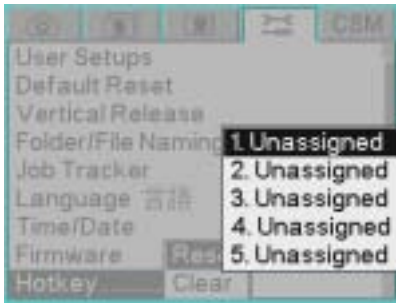 CSM
User Setups
Default Reset
Vertical Release
Folder/File Naming
1. Unassigned
Job Tracker
2. Unassigned
Language 言語
3. Unassigned
Time/Date
4. Unassigned
Firmware
5. Unassigned
Hotkey
Clear